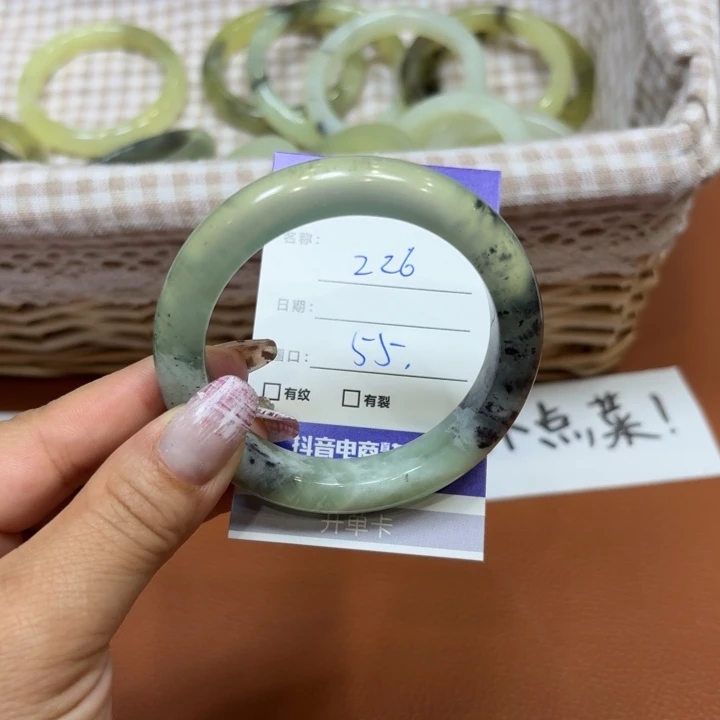 名称:
226
日期:
圈口:
55.
□有纹 □有裂
抖音电商
开单卡
点菜!